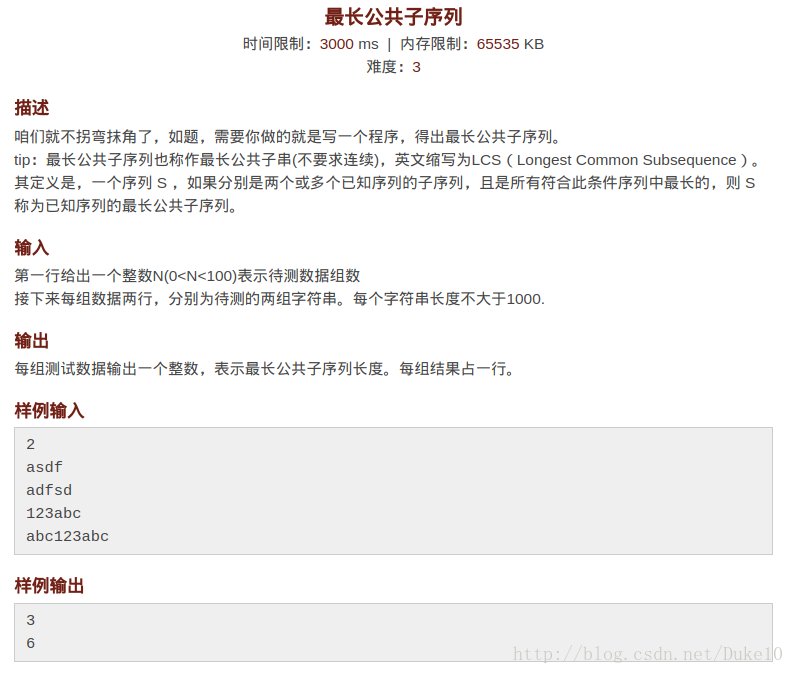 最长公共子序列
时间限制：3000 ms | 内存限制：65535 KB
难度：3
描述
咱们就不拐弯抹角了，如题，需要你做的就是写一个程序，得出最长公共子序列。
tip：最长公共子序列也称作最长公共子串(不要求连续)，英文缩写为LCS（Longest Common Subsequence）。
其定义是，一个序列 S ，如果分别是两个或多个已知序列的子序列，且是所有符合此条件序列中最长的，则 S
称为已知序列的最长公共子序列。
输入
第一行给出一个整数N(0<N<100)表示待测数据组数
接下来每组数据两行，分别为待测的两组字符串。每个字符串长度不大于1000.
输出
每组测试数据输出一个整数，表示最长公共子序列长度。每组结果占一行。
样例输入
2
asdf
adfsd
123abc
abc123abc
样例输出
3
6
http://blog.csdn.net/Duke10